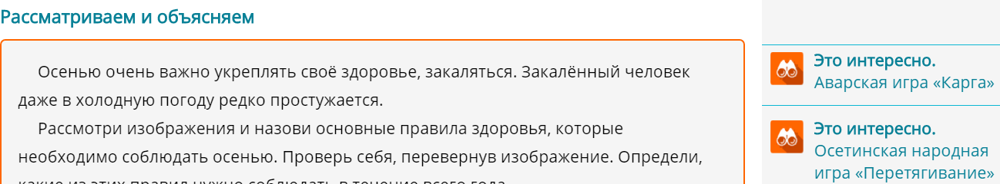 Рассматриваем и объясняем
Осенью очень важно укреплять своё здоровье, закаляться. Закалённый человек
даже в холодную погоду редко простужается.
Рассмотри изображения и назови основные правила здоровья, которые
необходимо соблюдать осенью. Проверь себя, перевернув изображение. Определи,
какие из этих правил нужно соблюдать в течение всего года.
Это интересно.
Аварская игра «Карга»
Это интересно.
Осетинская народная
игра «Перетягивание»